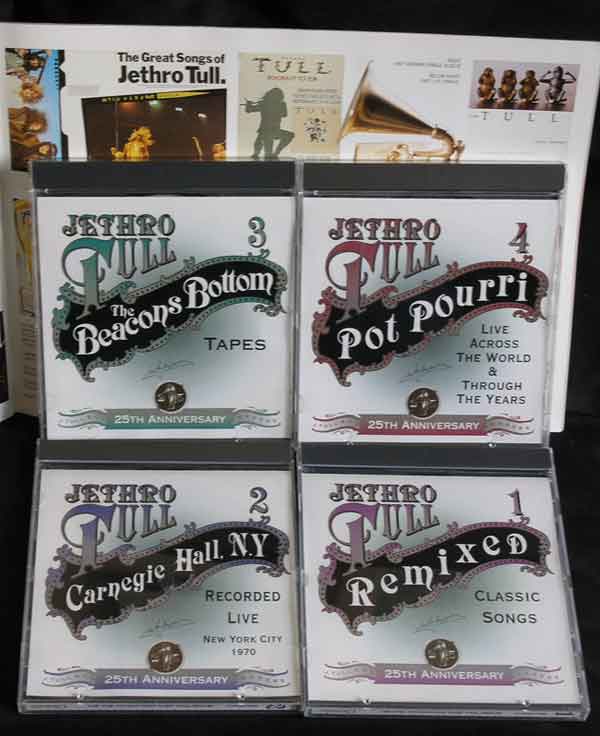 The Great Songs of
Jethro Tull.
TULL
TULL
TULL
JETHRO
TULL
3
The
Beacons Bottom
TAPES
25TH ANNIVERSARY
JETHRO
TULL
4
Pot Pourri
LIVE
ACROSS
THE WORLD
&
THROUGH
THE YEARS
25TH ANNIVERSARY
JETHRO
TULL
2
Carnegie Hall, N.Y
RECORDED
LIVE
NEW YORK CITY
1970
25TH ANNIVERSARY
JETHRO
TULL
1
Remixed
CLASSIC
SONGS
25TH ANNIVERSARY